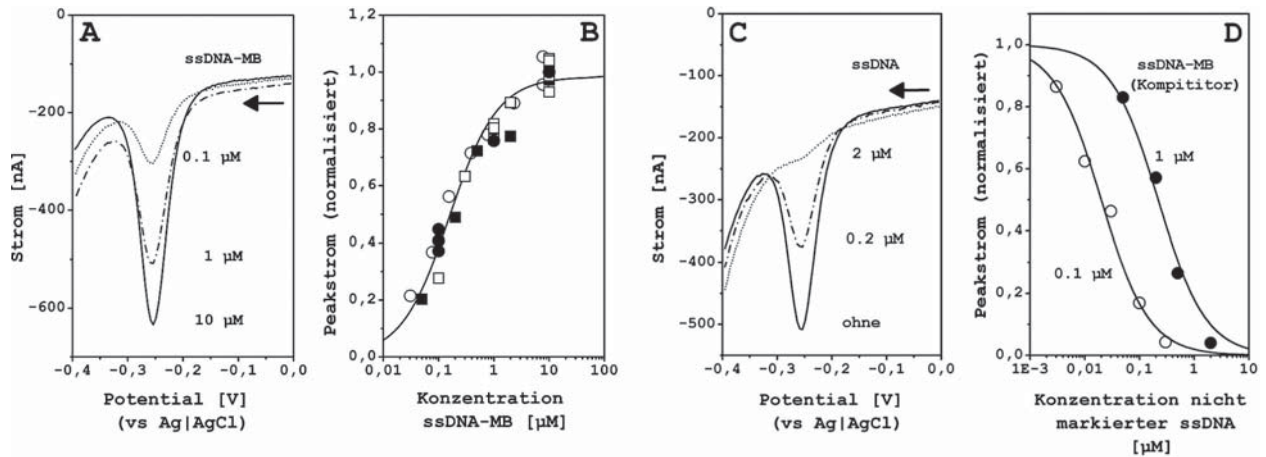 A
ssDNA-MB
0.1 µM
1 µM
10 µM
0
-200
-400
-600
Strom [nA]
-0,4
-0,3
-0,2
-0,1
0,0
Potential [V]
(vs Ag|AgCl)
B
1,4
1,2
1,0
0,8
0,6
0,4
0,2
0,0
Peakstrom (normalisiert)
0,01
0,1
1
10
100
Konzentration
ssDNA-MB [µM]
C
ssDNA
2 µM
0.2 µM
ohne
0
-100
-200
-300
-400
-500
Strom [nA]
-0,4
-0,3
-0,2
-0,1
0,0
Potential [V]
(vs Ag|AgCl)
D
ssDNA-MB
(Kompititor)
1 µM
0.1 µM
1,0
0,8
0,6
0,4
0,2
0,0
Peakstrom (normalisiert)
1E-3
0,01
0,1
1
10
Konzentration nicht
markierter ssDNA
[µM]